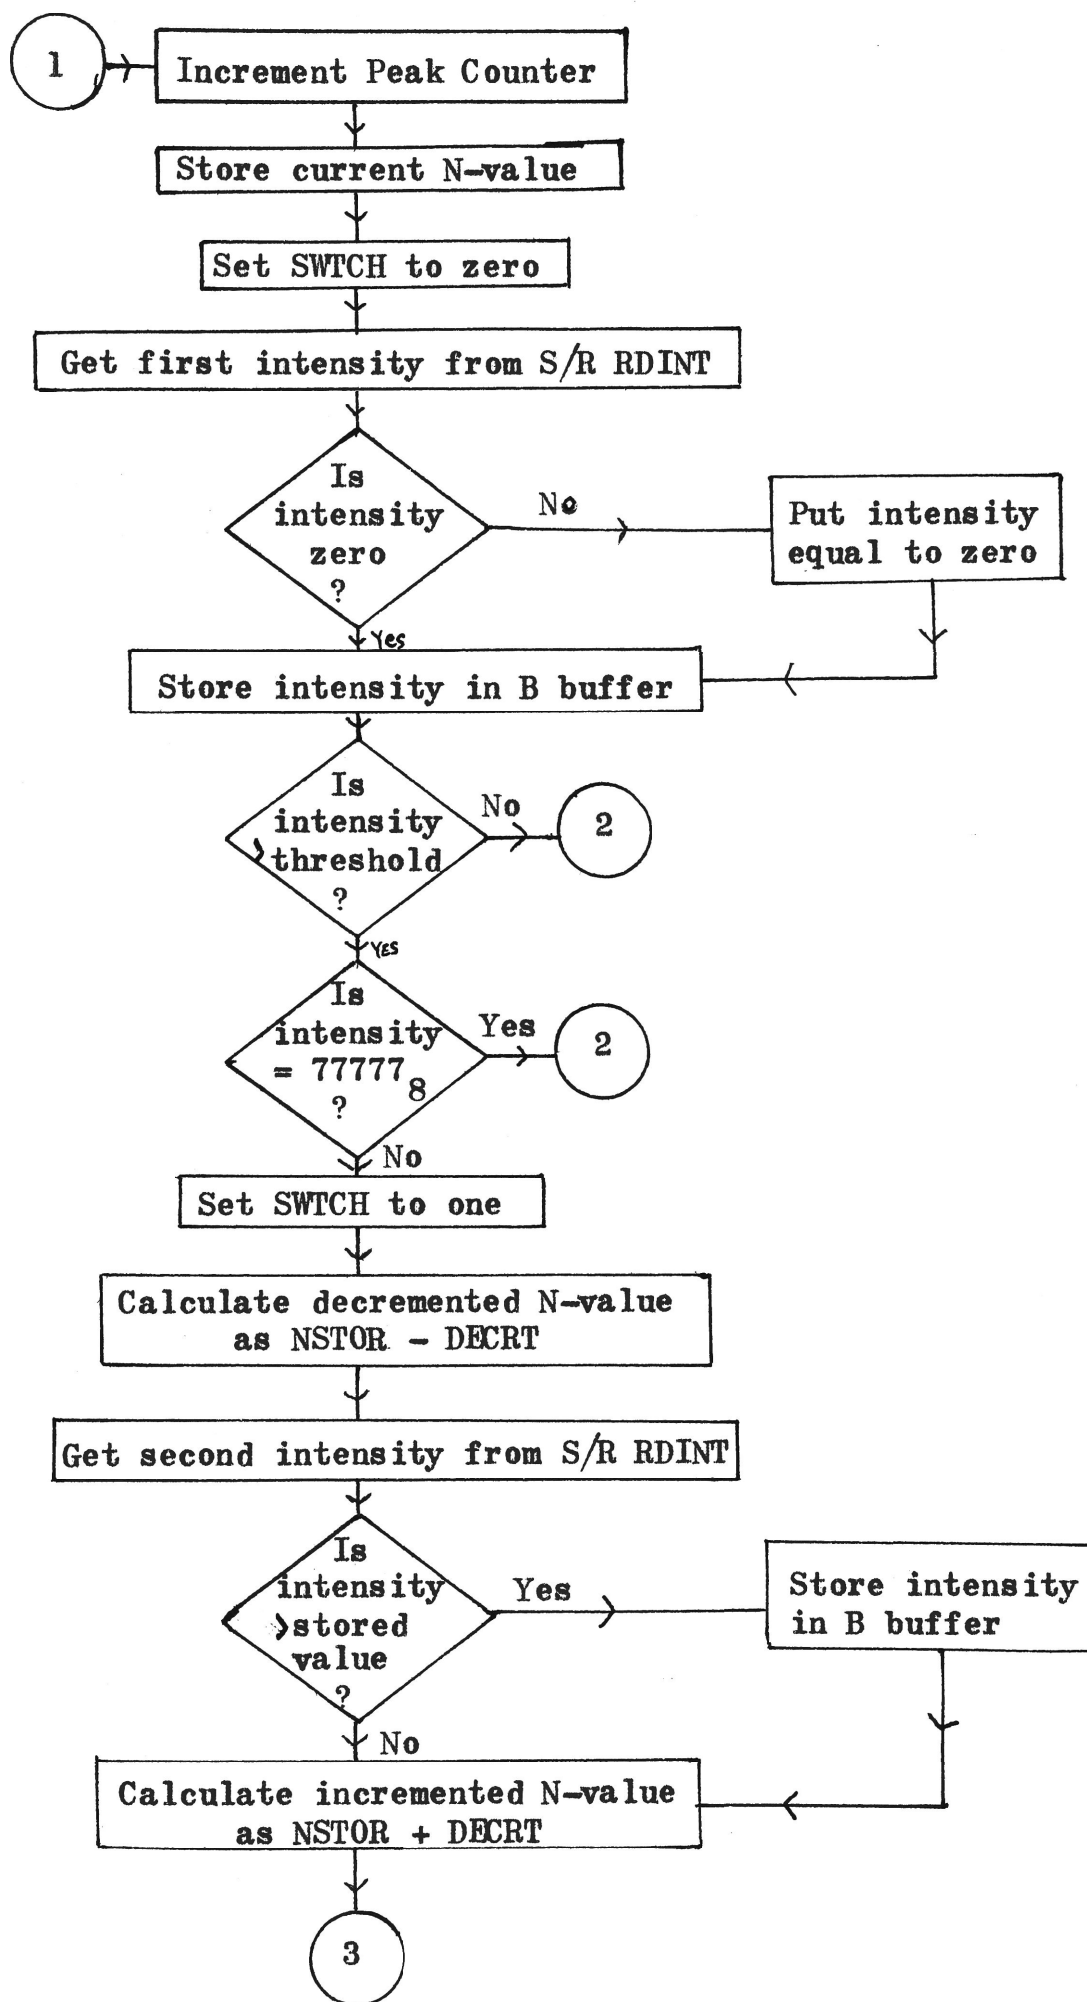 1
Increment Peak Counter
Store current N-value
Set SWTCH to zero
Get first intensity from S/R RDINT
Is
intensity
zero
?
No
Put intensity
equal to zero
Yes
Store intensity in B buffer
Is
intensity
>threshold
?
No
2
YES
Is
intensity
= 77777₈
?
Yes
2
No
Set SWTCH to one
Calculate decremented N-value
as NSTOR - DECRT
Get second intensity from S/R RDINT
Is
intensity
>stored
value
?
Yes
Store intensity
in B buffer
No
Calculate incremented N-value
as NSTOR + DECRT
3